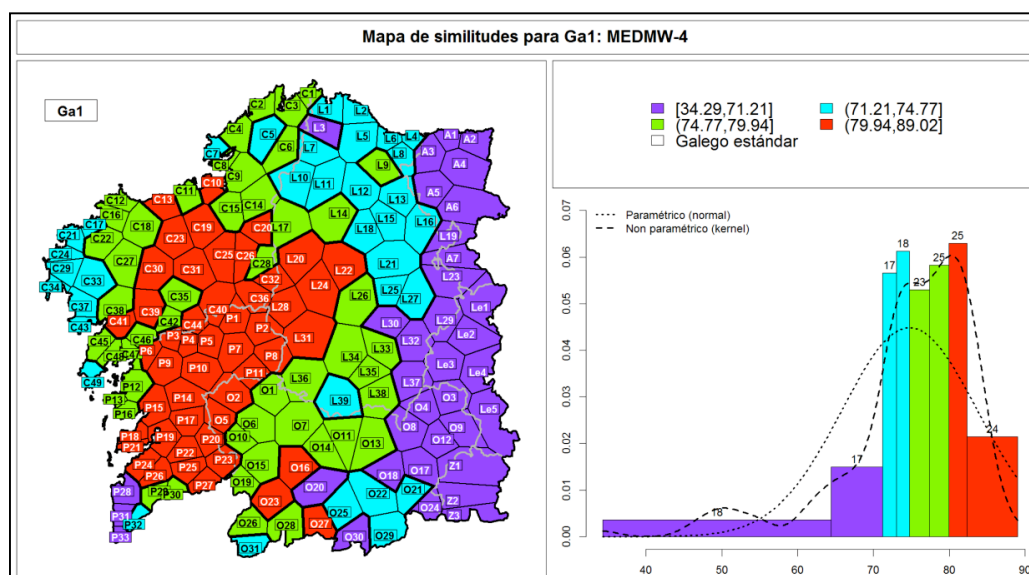 Mapa de similitudes para Ga1: MEDMW-4
Ga1
C1
C2
C3
L1
L2
L3
C4
C5
L5
L6
L4
A1
A2
C7
C6
L7
L8
A3
A4
C8
C9
L9
C10
L10
L11
L12
L13
A5
A6
C13
C11
C12
C16
C18
C15
C14
L14
L15
L16
C17
C21
C22
C19
C20
L17
L18
L19
C23
C25
C26
C24
C29
C27
C28
L20
L21
A7
L22
L23
C30
C31
C32
C33
C34
L24
L25
L27
C35
C36
L26
Le1
C37
C38
C39
C40
L28
L29
C43
C41
C42
C44
P1
P2
L30
L31
L32
Le2
C45
C46
P3
P4
P5
L33
C48
C47
P6
P7
P8
L34
Le3
Le4
C49
P9
P10
P11
L35
L36
L37
P12
P13
O1
L39
L38
O3
P14
O2
O4
Le5
P16
P15
P17
O5
O6
O7
O8
O9
P18
P19
P20
O10
O11
O12
P21
O14
O13
P22
P23
O15
O16
O17
Z1
P24
P25
O18
P26
P27
O19
O20
O21
P28
P29
P30
O23
O22
Z2
P31
P32
O26
O28
O27
O25
O24
Z3
P33
O31
O30
O29
[34.29,71.21]
(71.21,74.77]
(74.77,79.94]
(79.94,89.02]
Galego estándar
Paramétrico (normal)
Non paramétrico (kernel)
0.07
0.06
0.05
0.04
0.03
0.02
0.01
0.00
18
17
17
18
23
25
25
24
40
50
60
70
80
90